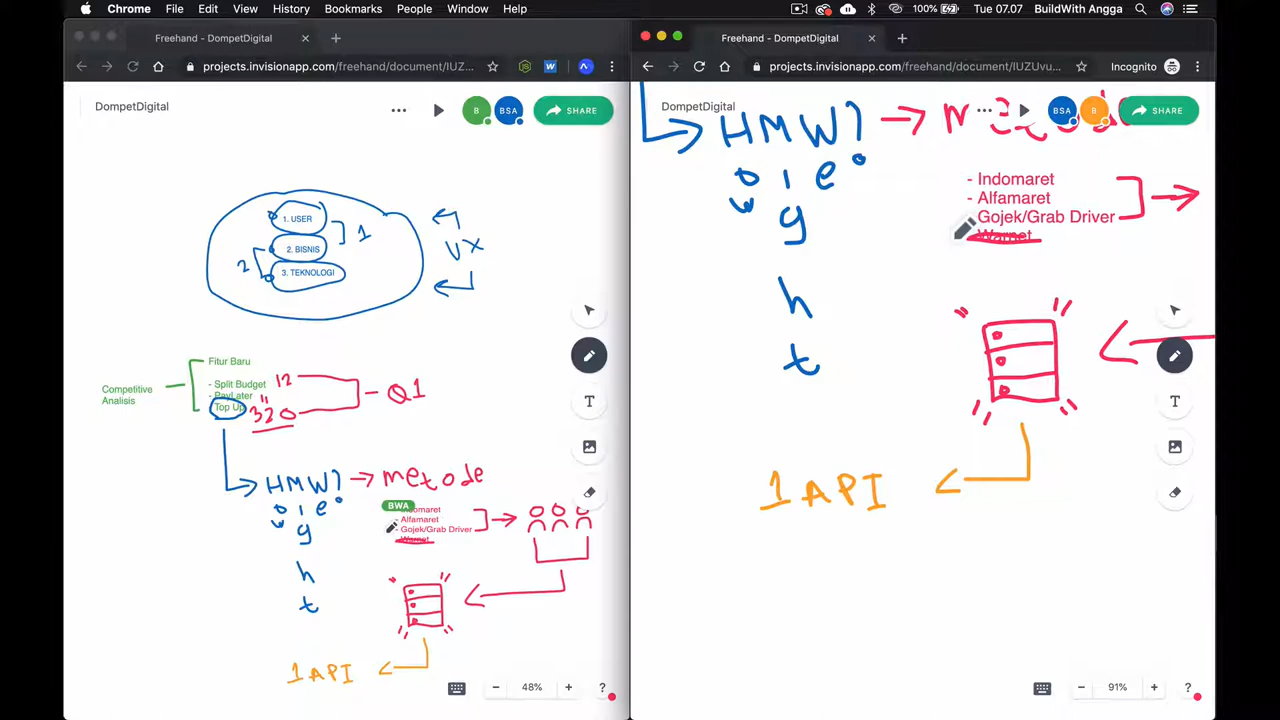 Chrome File Edit View History Bookmarks People Window Help 100% Tue 07.07 BuildWith Angga
Freehand - DompetDigital
projects.invisionapp.com/freehand/document/IUZ...
DompetDigital
B
BSA
SHARE
1. USER
2. BISNIS
3. TEKNOLOGI
1
2
UX
Competitive
Analisis
Fitur Baru
- Split Budget
- PayLater
Top Up
12
11
320
Q1
HMW?
metode
o i e
w g
h
t
BWA
Indomaret
- Alfamaret
- Gojek/Grab Driver
Warnet
1 API
T
48%
?
Freehand - DompetDigital
projects.invisionapp.com/freehand/document/IUZUvu...
Incognito
DompetDigital
BSA
B
SHARE
HMW?
metode
o i e
w g
h
t
- Indomaret
- Alfamaret
Gojek/Grab Driver
Warnet
1 API
T
91%
?